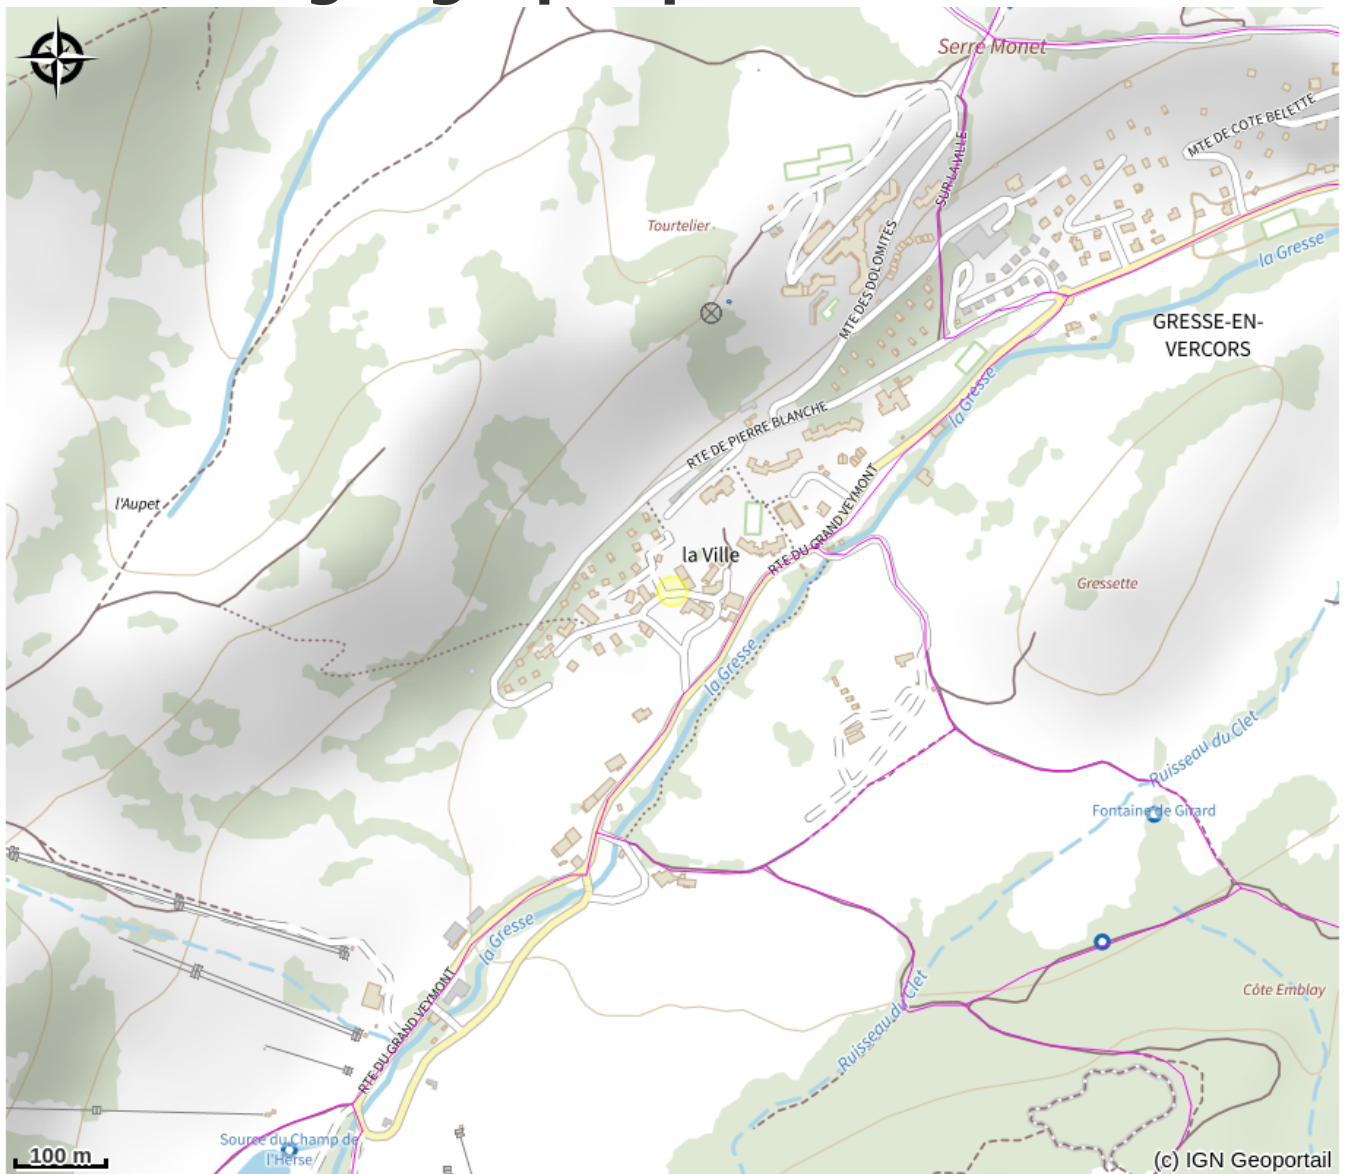 Serre Monet
MTE DE COTE BELETTE
SUR LA VILLE
Tourtelier
MTE DES DOLOMITES
la Gresse
GRESSE-EN-
VERCORS
la Gresse
RTE DE PIERRE BLANCHE
l'Aupet
RTE DU GRAND VEYMONT
la Ville
Gressette
la Gresse
Ruisseau du Clet
Fontaine de Girard
la Gresse
Côte Emblay
RTE DU GRAND VEYMONT
Ruisseau du Clet
Source du Champ de
l'Herse
100 m
(c) IGN Geoportail